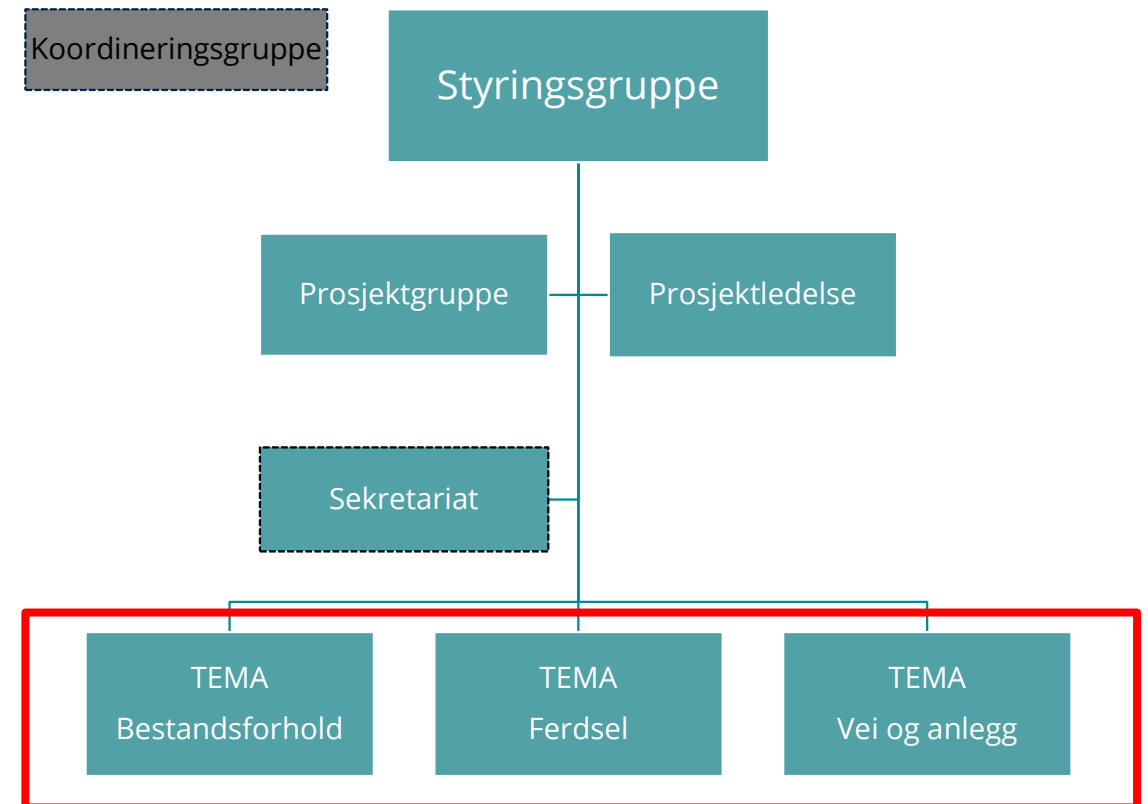 Koordineringsgruppe
Styringsgruppe
Prosjektgruppe
Prosjektledelse
Sekretariat
TEMA
Bestandsforhold
TEMA
Ferdsel
TEMA
Vei og anlegg